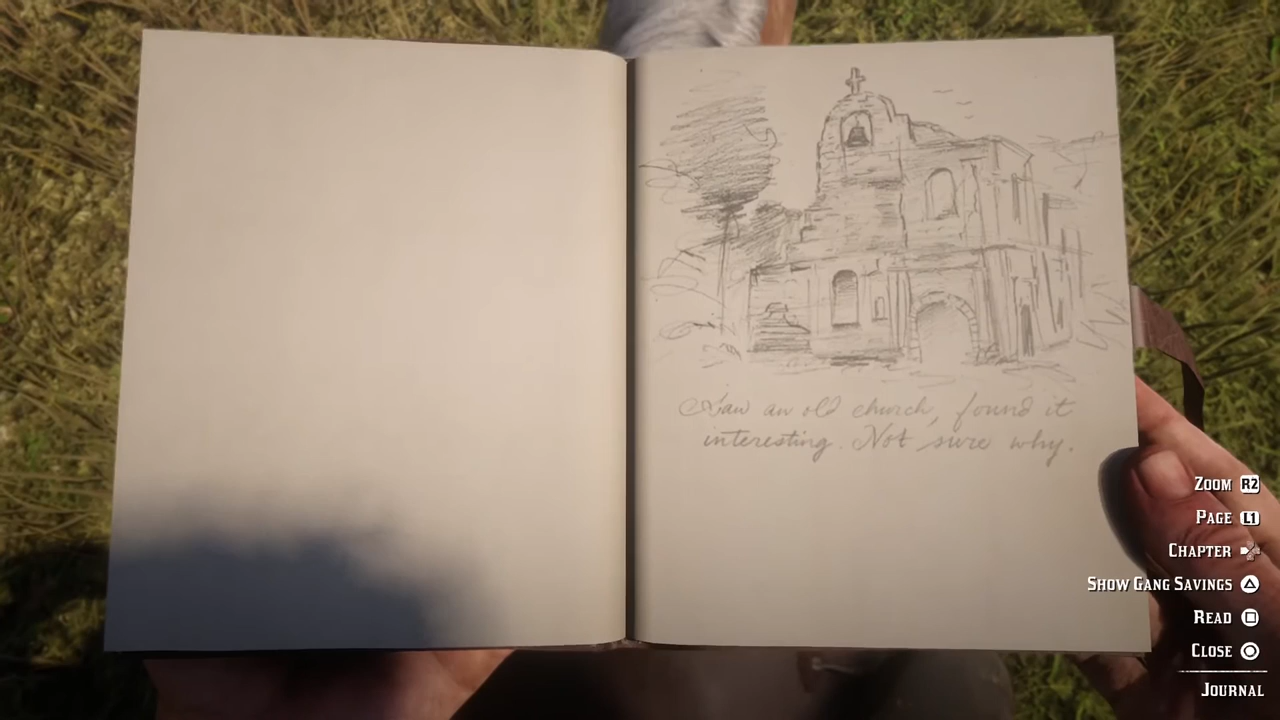 Saw an old church, found it
interesting. Not sure why.
ZOOM R2
PAGE L1
CHAPTER
SHOW GANG SAVINGS
READ
CLOSE
JOURNAL